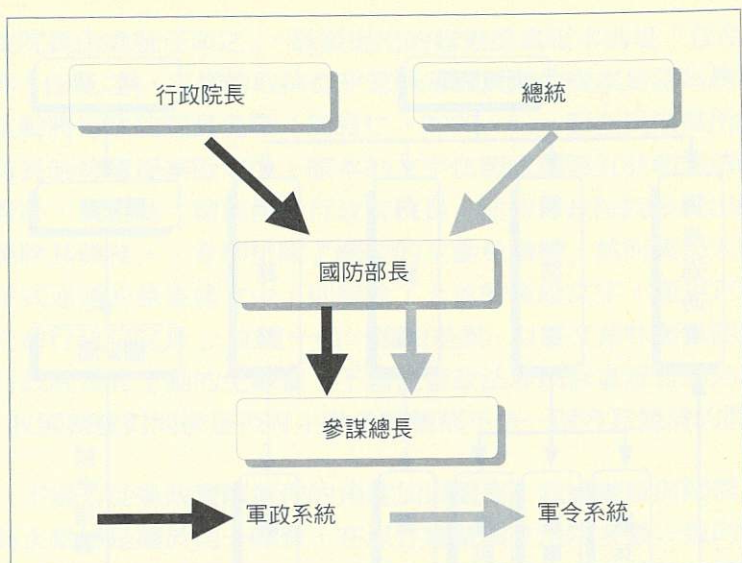 行政院長
總統
國防部長
參謀總長
軍政系統
軍令系統